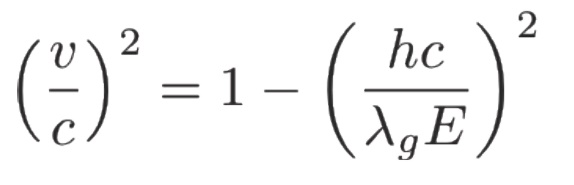 (v/c)² = 1 − (hc/λ_g E)²